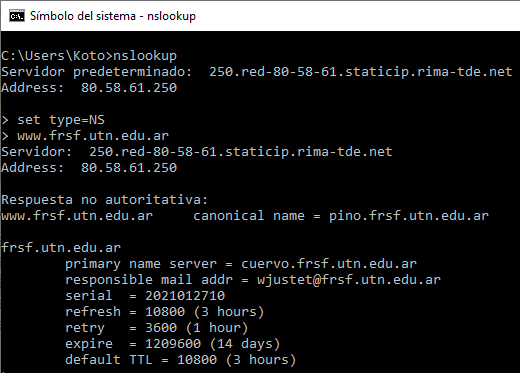 Símbolo del sistema - nslookup
C:\Users\Koto>nslookup
Servidor predeterminado:  250.red-80-58-61.staticip.rima-tde.net
Address:  80.58.61.250
> set type=NS
> www.frsf.utn.edu.ar
Servidor:  250.red-80-58-61.staticip.rima-tde.net
Address:  80.58.61.250
Respuesta no autoritativa:
www.frsf.utn.edu.ar     canonical name = pino.frsf.utn.edu.ar
frsf.utn.edu.ar
        primary name server = cuervo.frsf.utn.edu.ar
        responsible mail addr = wjustet@frsf.utn.edu.ar
        serial  = 2021012710
        refresh = 10800 (3 hours)
        retry   = 3600 (1 hour)
        expire  = 1209600 (14 days)
        default TTL = 10800 (3 hours)